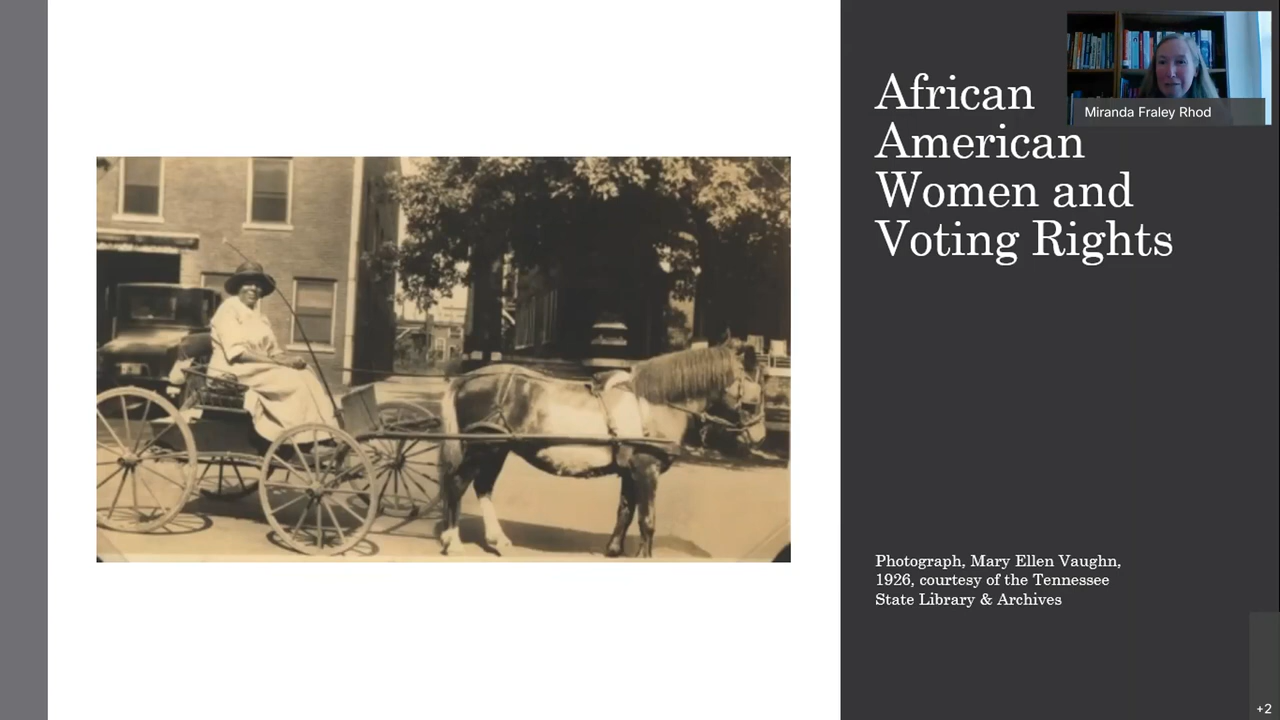 African
American
Women and
Voting Rights
Miranda Fraley Rhod
Photograph, Mary Ellen Vaughn,
1926, courtesy of the Tennessee
State Library & Archives
+2